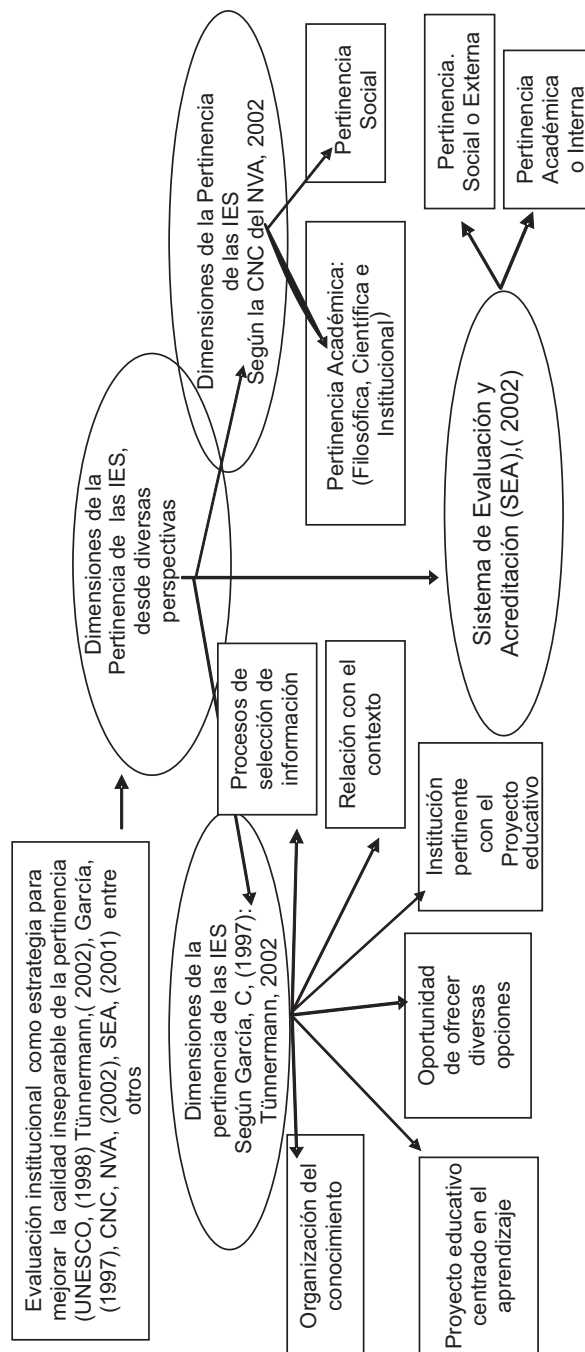 Evaluación institucional como estrategia para
mejorar la calidad inseparable de la pertinencia
(UNESCO, (1998) Tünnermann,( 2002), García,
(1997), CNC, NVA, (2002), SEA, (2001) entre
otros
Dimensiones de la
Pertinencia de las IES,
desde diversas
perspectivas
Dimensiones de la Pertinencia
de las IES
Según la CNC del NVA, 2002
Dimensiones de la
pertinencia de las IES
Según García, C, (1997):
Tünnermann, 2002
Procesos de
selección de
información
Pertinencia Académica:
(Filosófica, Científica e
Institucional)
Pertinencia
Social
Organización del
conocimiento
Relación con el
contexto
Proyecto educativo
centrado en el
aprendizaje
Oportunidad
de ofrecer
diversas
opciones
Institución
pertinente
con el
Proyecto
educativo
Sistema de Evaluación y
Acreditación (SEA),( 2002)
Pertinencia.
Social o Externa
Pertinencia
Académica
o Interna